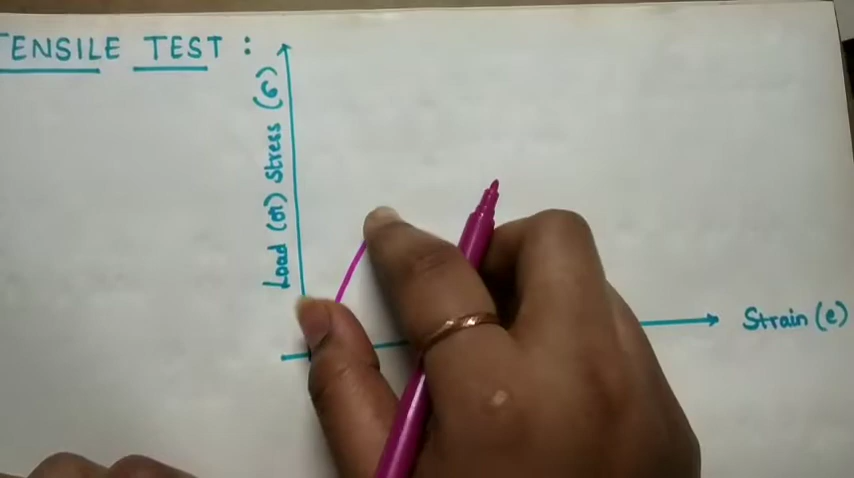 TENSILE TEST :
Load (or) Stress (σ)
Strain (e)